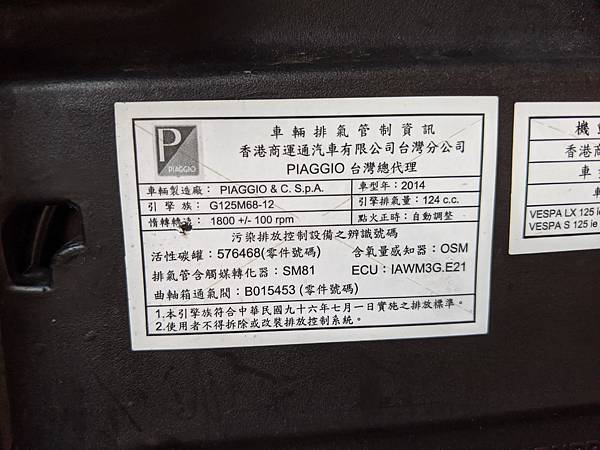 P
PIAGGIO
車輛排氣管制資訊
香港商運通汽車有限公司台灣分公司
PIAGGIO 台灣總代理
車輛製造廠：PIAGGIO & C. S.p.A. 車型年：2014
引擎族：G125M68-12 引擎排氣量：124 c.c.
惰轉轉速：1800 +/- 100 rpm 點火正時：自動調整
污染排放控制設備之辨識號碼
活性碳罐：576468(零件號碼) 含氧量感知器：OSM
排氣管含觸媒轉化器：SM81 ECU：IAWM3G.E21
曲軸箱通氣閥：B015453 (零件號碼)
1.本引擎族符合中華民國九十六年七月一日實施之排放標準。
2.使用者不得拆除或改裝排放控制系統。
機
香港商
車
VESPA LX 125 ie
VESPA S 125 ie